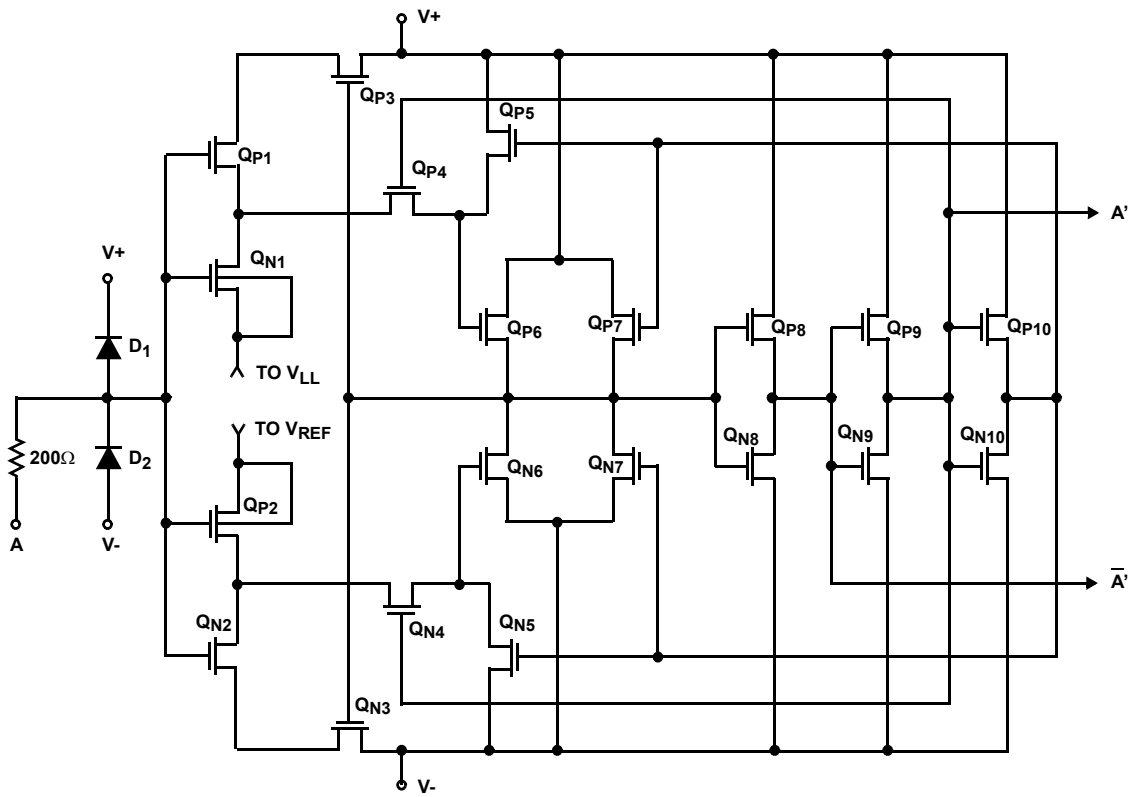 V+
QP3
QP5
QP1
QP4
A'
V+
QN1
QP6
QP7
QP8
QP9
QP10
D1
TO VLL
TO VREF
200Ω
D2
QN6
QN7
QN8
QN9
QN10
QP2
A
V-
A̅'
QN2
QN4
QN5
QN3
V-